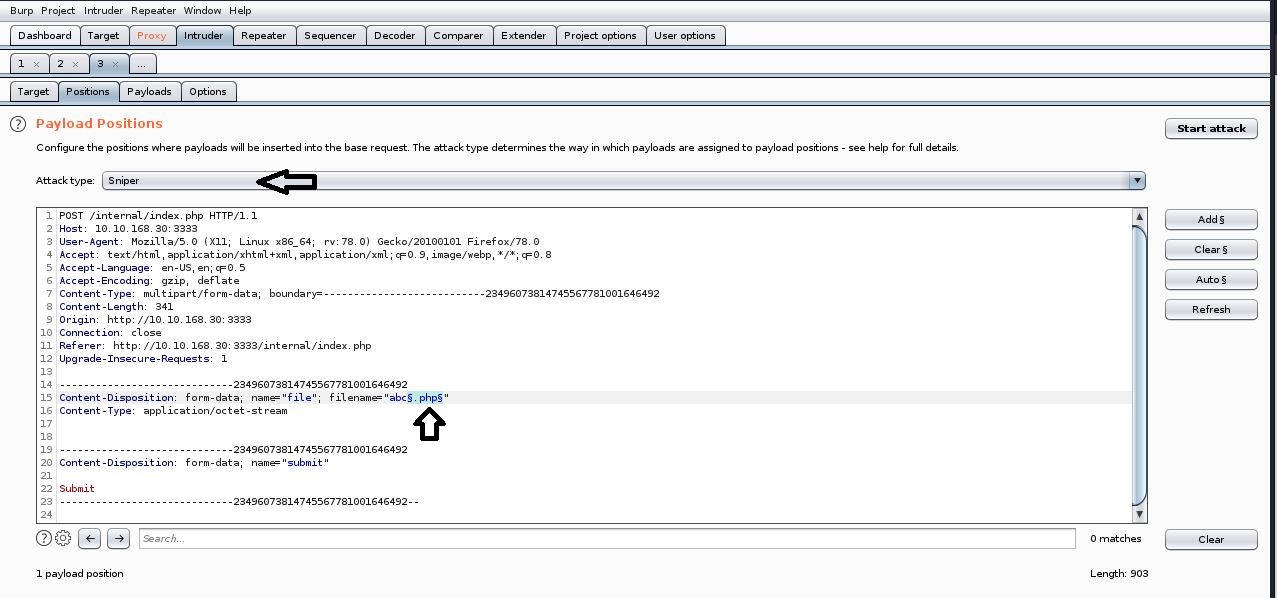 Burp Project Intruder Repeater Window Help
Dashboard Target Proxy Intruder Repeater Sequencer Decoder Comparer Extender Project options User options
1 × 2 × 3 × ...
Target Positions Payloads Options
? Payload Positions
Start attack
Configure the positions where payloads will be inserted into the base request. The attack type determines the way in which payloads are assigned to payload positions - see help for full details.
Attack type: Sniper
1 POST /internal/index.php HTTP/1.1
2 Host: 10.10.168.30:3333
3 User-Agent: Mozilla/5.0 (X11; Linux x86_64; rv:78.0) Gecko/20100101 Firefox/78.0
4 Accept: text/html,application/xhtml+xml,application/xml;q=0.9,image/webp,*/*;q=0.8
5 Accept-Language: en-US,en;q=0.5
6 Accept-Encoding: gzip, deflate
7 Content-Type: multipart/form-data; boundary=---------------------------23496073814745567781001646492
8 Content-Length: 341
9 Origin: http://10.10.168.30:3333
10 Connection: close
11 Referer: http://10.10.168.30:3333/internal/index.php
12 Upgrade-Insecure-Requests: 1
13
14 -----------------------------23496073814745567781001646492
15 Content-Disposition: form-data; name="file"; filename="abc§.php§"
16 Content-Type: application/octet-stream
17
18
19 -----------------------------23496073814745567781001646492
20 Content-Disposition: form-data; name="submit"
21
22 Submit
23 -----------------------------23496073814745567781001646492--
24
Add §
Clear §
Auto §
Refresh
? ← → Search... 0 matches Clear
1 payload position Length: 903